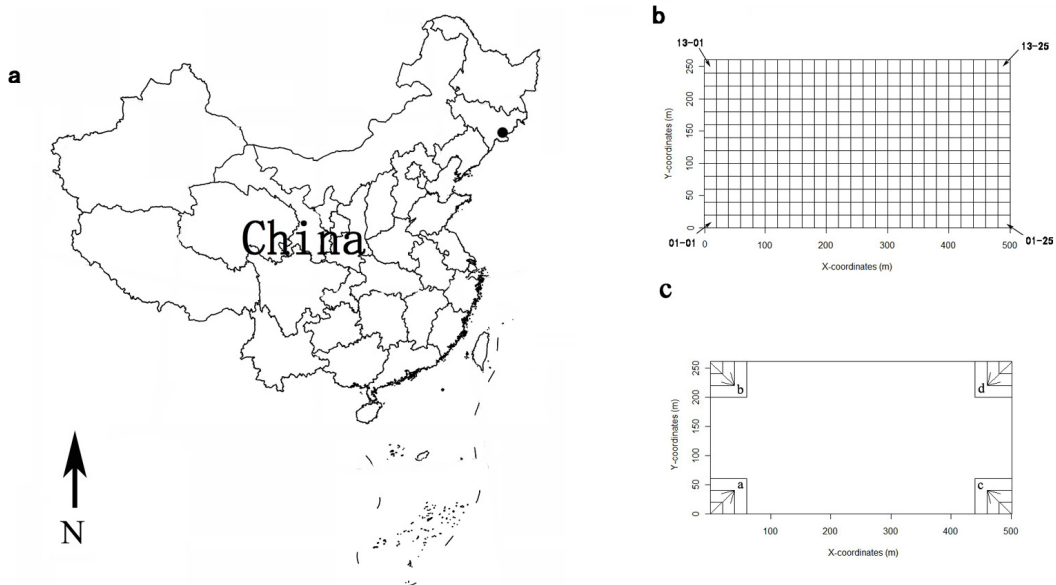 a
China
N
b
13-01
13-25
250
200
150
100
50
0
Y-coordinates (m)
01-01
01-25
0 100 200 300 400 500
X-coordinates (m)
c
250
200
150
100
50
0
Y-coordinates (m)
b
d
a
c
100 200 300 400 500
X-coordinates (m)